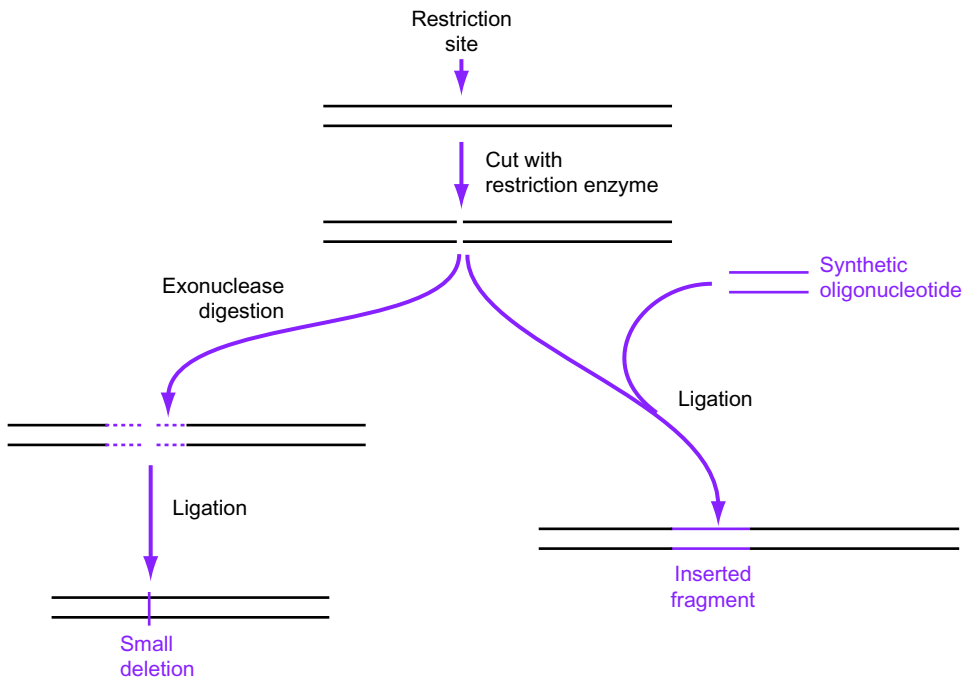 Restriction
site
Cut with
restriction enzyme
Exonuclease
digestion
Synthetic
oligonucleotide
Ligation
Ligation
Inserted
fragment
Small
deletion